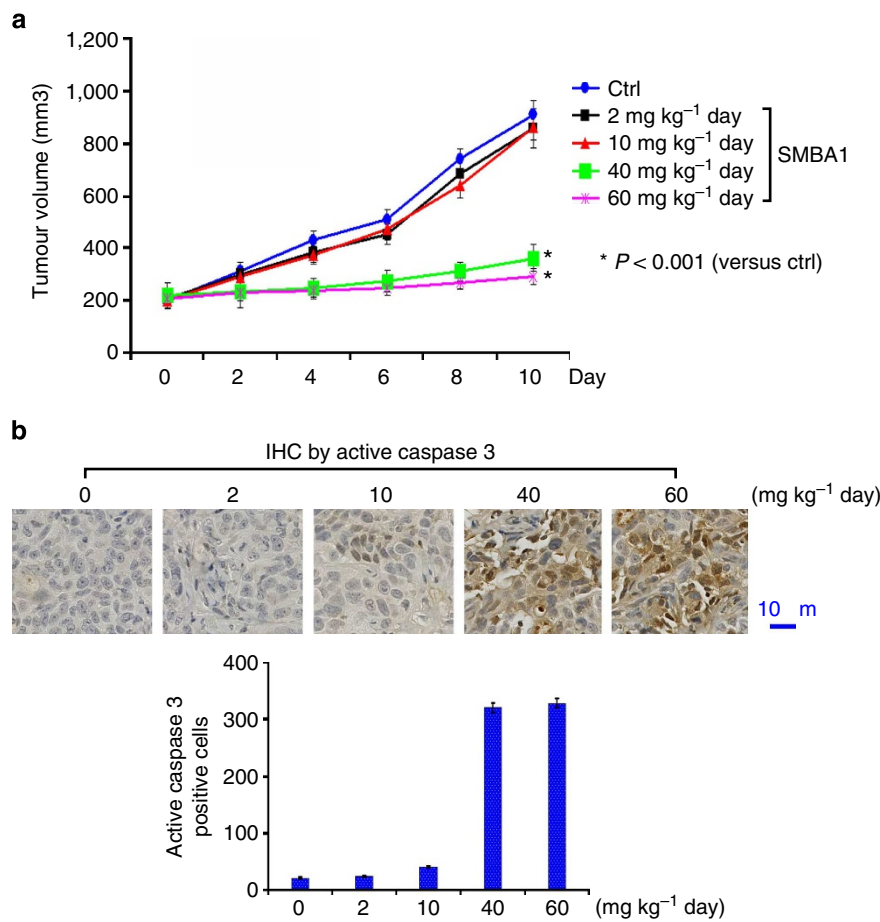 a
1,200
1,000
800
600
400
200
0
Tumour volume (mm3)
0 2 4 6 8 10 Day
Ctrl
2 mg kg⁻¹ day
10 mg kg⁻¹ day
40 mg kg⁻¹ day
60 mg kg⁻¹ day
SMBA1
*
*
* P < 0.001 (versus ctrl)
b
IHC by active caspase 3
0 2 10 40 60 (mg kg⁻¹ day)
10 m
400
300
200
100
0
Active caspase 3
positive cells
0 2 10 40 60 (mg kg⁻¹ day)